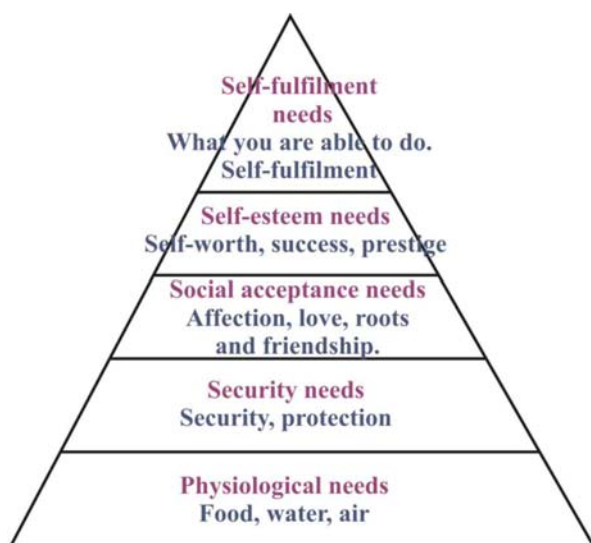 Self-fulfilment
needs
What you are able to do.
Self-fulfilment
Self-esteem needs
Self-worth, success, prestige
Social acceptance needs
Affection, love, roots
and friendship.
Security needs
Security, protection
Physiological needs
Food, water, air